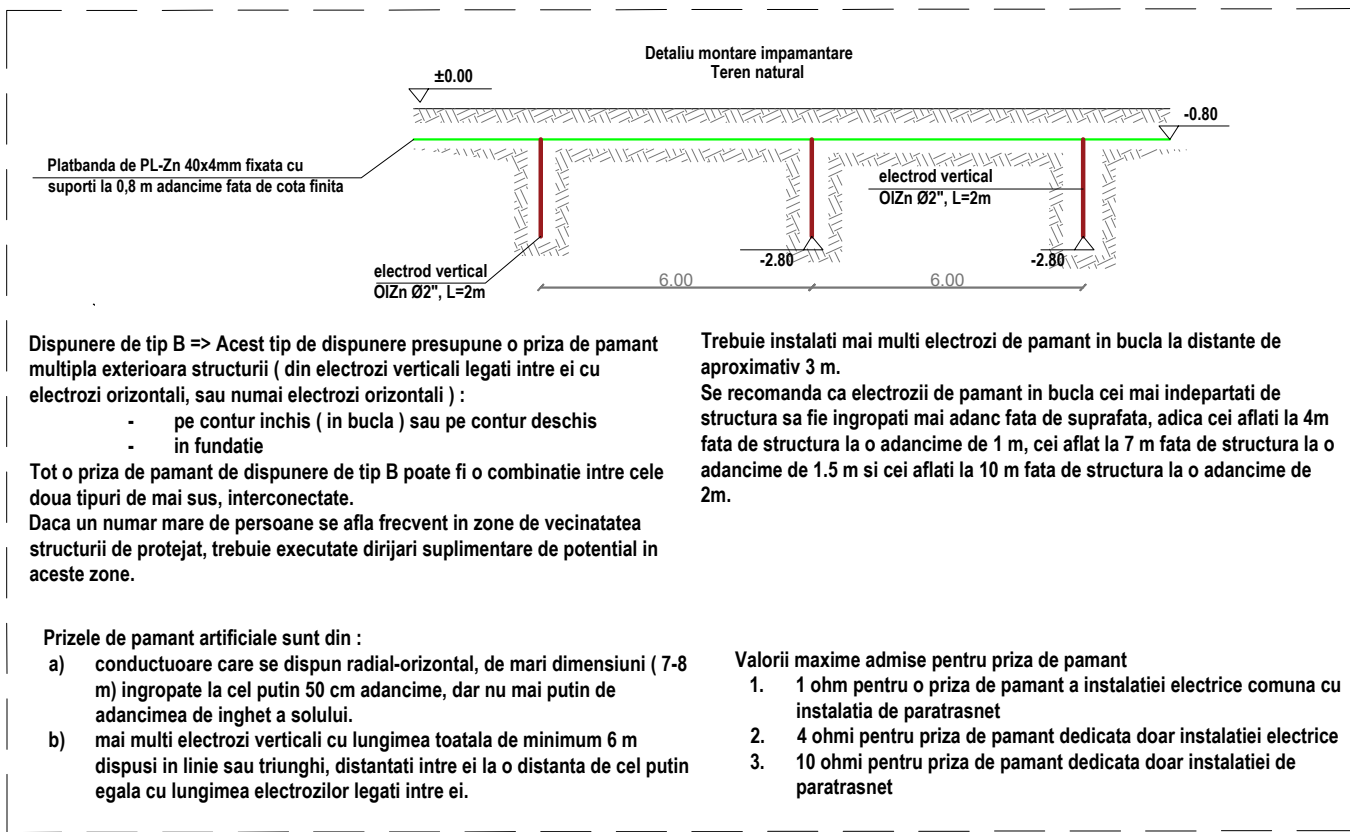 Detaliu montare impamantare
Teren natural
±0.00
-0.80
Platbanda de PL-Zn 40x4mm fixata cu
suporti la 0,8 m adancime fata de cota finita
electrod vertical
OlZn Ø2", L=2m
-2.80
-2.80
electrod vertical
OlZn Ø2", L=2m
6.00
6.00
Dispunere de tip B => Acest tip de dispunere presupune o priza de pamant
multipla exterioara structurii ( din electrozi verticali legati intre ei cu
electrozi orizontali, sau numai electrozi orizontali ) :
- pe contur inchis ( in bucla ) sau pe contur deschis
- in fundatie
Tot o priza de pamant de dispunere de tip B poate fi o combinatie intre cele
doua tipuri de mai sus, interconectate.
Daca un numar mare de persoane se afla frecvent in zone de vecinatatea
structurii de protejat, trebuie executate dirijari suplimentare de potential in
aceste zone.
Trebuie instalati mai multi electrozi de pamant in bucla la distante de
aproximativ 3 m.
Se recomanda ca electrozii de pamant in bucla cei mai indepartati de
structura sa fie ingropati mai adanc fata de suprafata, adica cei aflati la 4m
fata de structura la o adancime de 1 m, cei aflat la 7 m fata de structura la o
adancime de 1.5 m si cei aflati la 10 m fata de structura la o adancime de
2m.
Prizele de pamant artificiale sunt din :
a) conductuoare care se dispun radial-orizontal, de mari dimensiuni ( 7-8
m) ingropate la cel putin 50 cm adancime, dar nu mai putin de
adancimea de inghet a solului.
b) mai multi electrozi verticali cu lungimea toatala de minimum 6 m
dispusi in linie sau triunghi, distantati intre ei la o distanta de cel putin
egala cu lungimea electrozilor legati intre ei.
Valorii maxime admise pentru priza de pamant
1. 1 ohm pentru o priza de pamant a instalatiei electrice comuna cu
instalatia de paratrasnet
2. 4 ohmi pentru priza de pamant dedicata doar instalatiei electrice
3. 10 ohmi pentru priza de pamant dedicata doar instalatiei de
paratrasnet